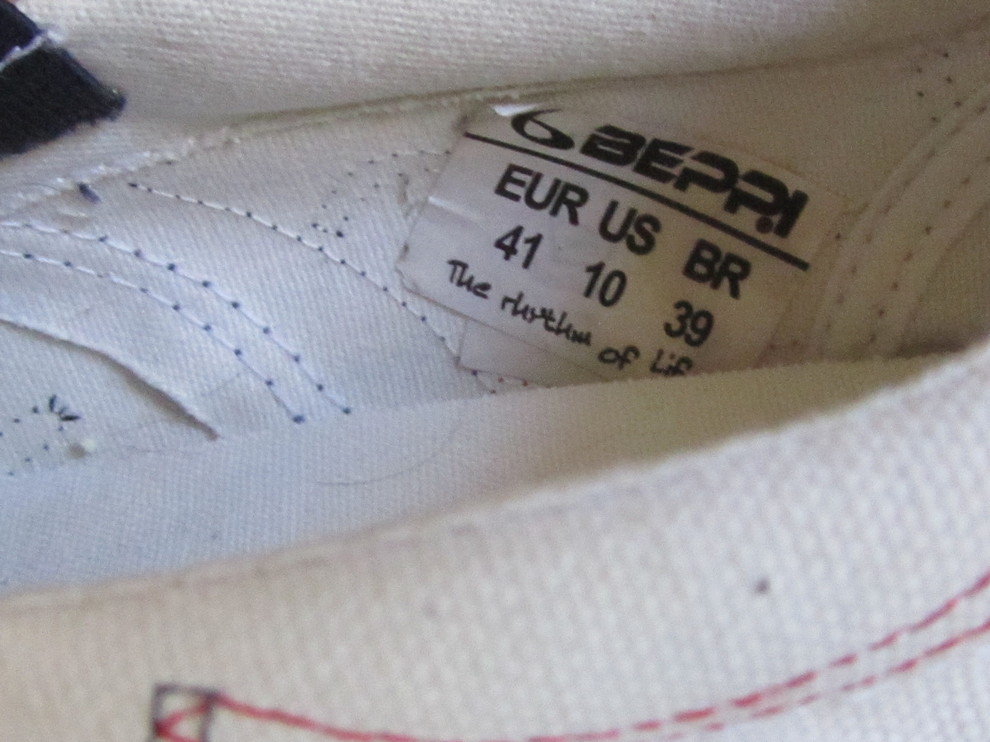 BEPPI
EUR US BR
41 10 39
The rhythm of Lif